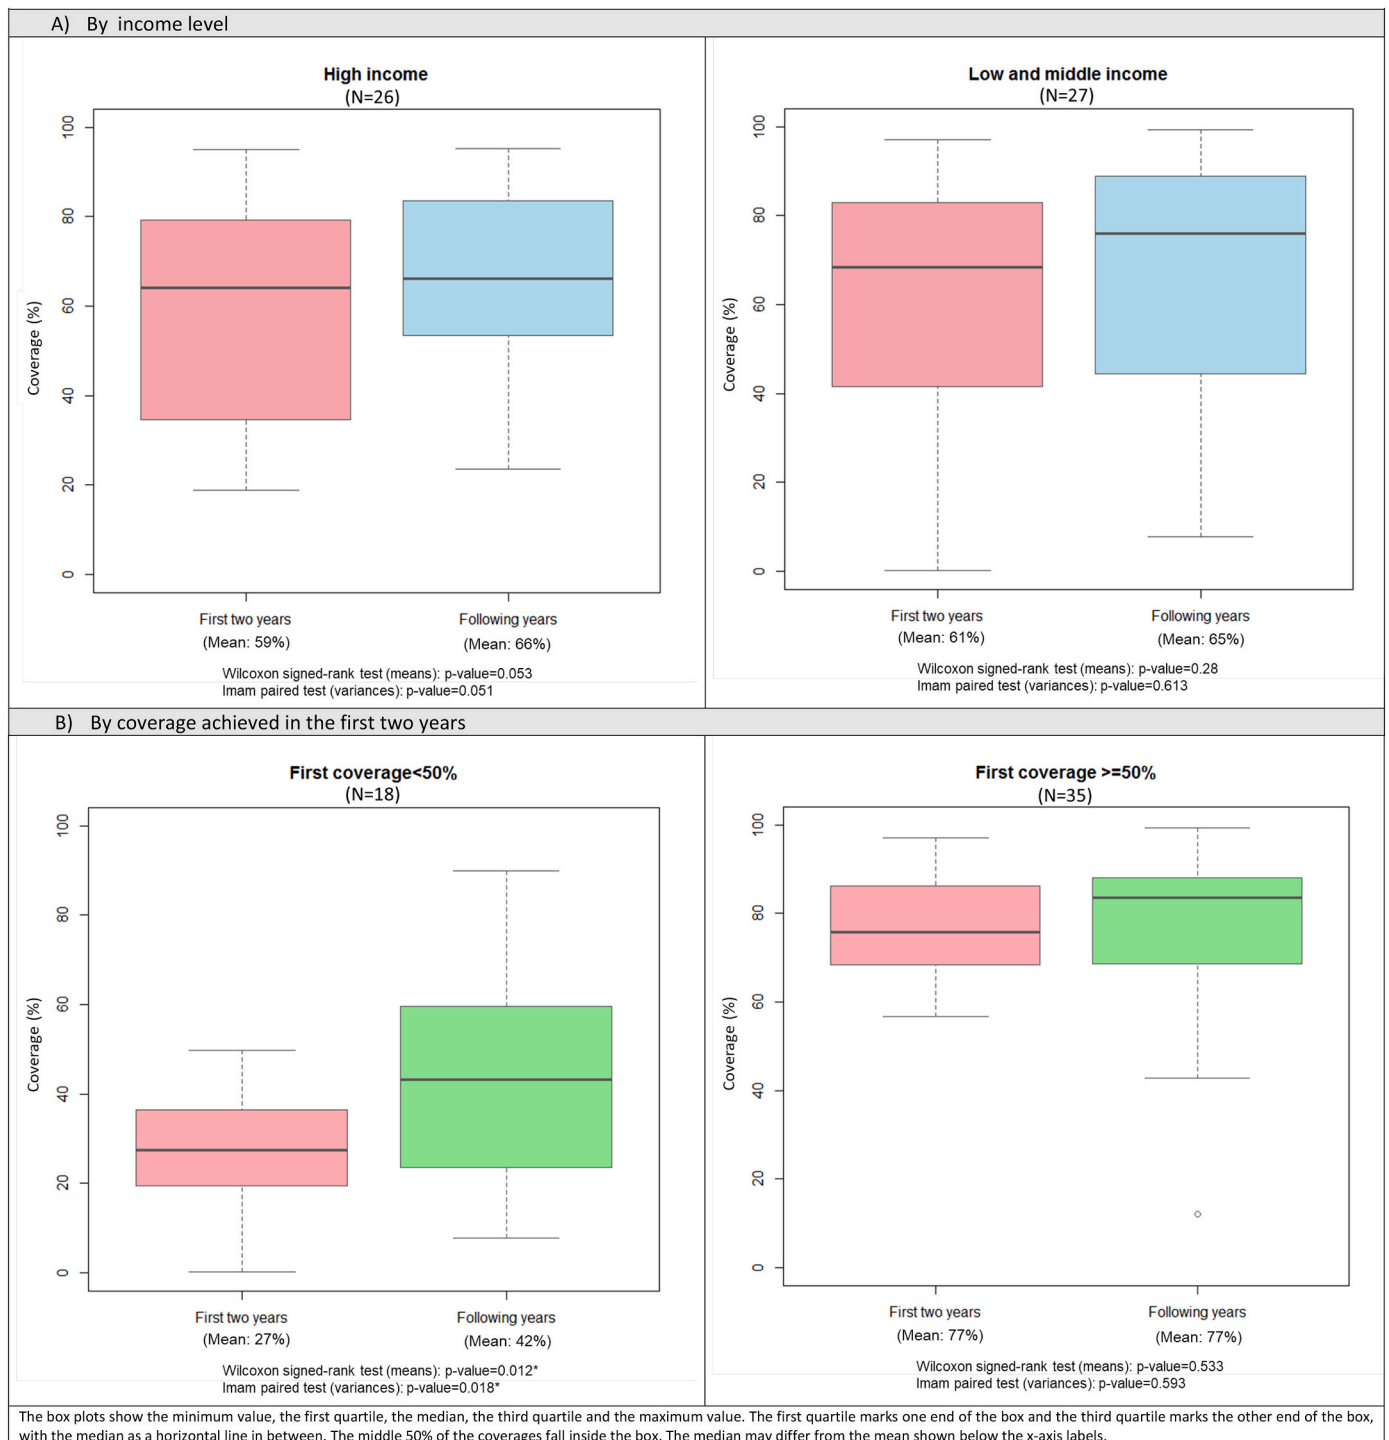 A) By income level
High income
(N=26)
100
80
60
40
20
0
Coverage (%)
First two years
Following years
(Mean: 59%)
(Mean: 66%)
Wilcoxon signed-rank test (means): p-value=0.053
Imam paired test (variances): p-value=0.051
Low and middle income
(N=27)
100
80
60
40
20
0
Coverage (%)
First two years
Following years
(Mean: 61%)
(Mean: 65%)
Wilcoxon signed-rank test (means): p-value=0.28
Imam paired test (variances): p-value=0.613
B) By coverage achieved in the first two years
First coverage<50%
(N=18)
100
80
60
40
20
0
Coverage (%)
First two years
Following years
(Mean: 27%)
(Mean: 42%)
Wilcoxon signed-rank test (means): p-value=0.012*
Imam paired test (variances): p-value=0.018*
First coverage >=50%
(N=35)
100
80
60
40
20
0
Coverage (%)
First two years
Following years
(Mean: 77%)
(Mean: 77%)
Wilcoxon signed-rank test (means): p-value=0.533
Imam paired test (variances): p-value=0.593
The box plots show the minimum value, the first quartile, the median, the third quartile and the maximum value. The first quartile marks one end of the box and the third quartile marks the other end of the box,
with the median as a horizontal line in between. The middle 50% of the coverages fall inside the box. The median may differ from the mean shown below the x-axis labels.